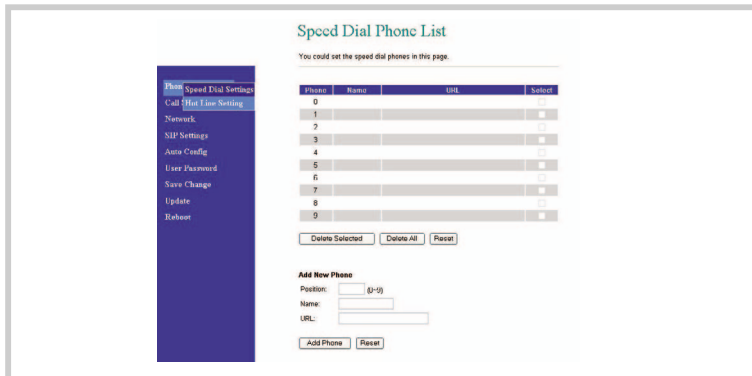 Speed Dial Phone List
You could set the speed dial phones in this page.
Phon
Speed Dial Settings
Call S
Hot Line Setting
Network
SIP Settings
Auto Config
User Password
Save Change
Update
Reboot
Phone Name URL Select
0
1
2
3
4
5
6
7
8
9
Delete Selected Delete All Reset
Add New Phone
Position: (0~9)
Name:
URL:
Add Phone Reset